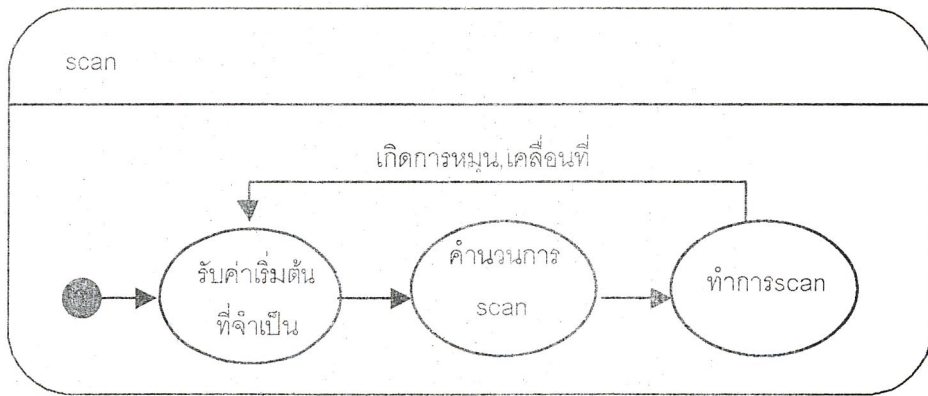 scan
เกิดการหมุน,เคลื่อนที่
รับค่าเริ่มต้น
ที่จำเป็น
คำนวนการ
scan
ทำการscan